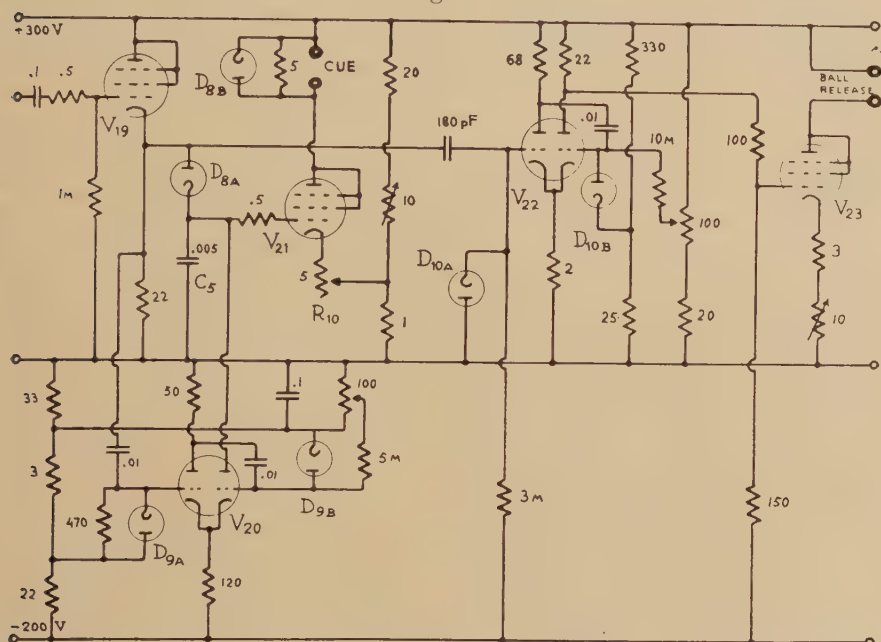 +300 V
.1
.5
V19
1M
D8B
5
CUE
20
68
22
330
BALL
RELEASE
.01
10M
100
100
180 pF
D8A
.5
V21
10
V22
D10B
V23
3
.005
C5
22
5
R10
1
D10A
2
25
20
10
33
50
.1
100
3
.01
.01
5M
D9B
470
V20
D9A
3M
150
22
120
-200 V